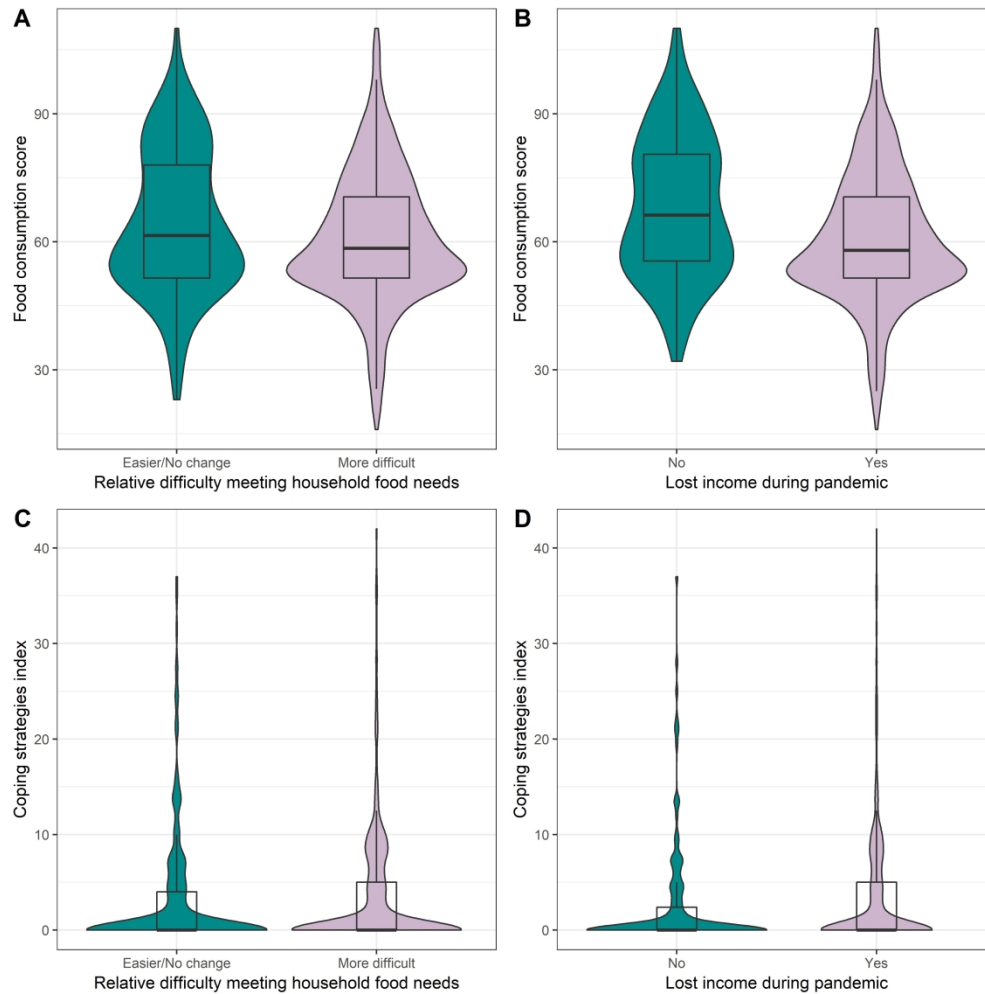 A
Food consumption score
90
60
30
Easier/No change
More difficult
Relative difficulty meeting household food needs
B
Food consumption score
90
60
30
No
Yes
Lost income during pandemic
C
Coping strategies index
40
30
20
10
0
Easier/No change
More difficult
Relative difficulty meeting household food needs
D
Coping strategies index
40
30
20
10
0
No
Yes
Lost income during pandemic